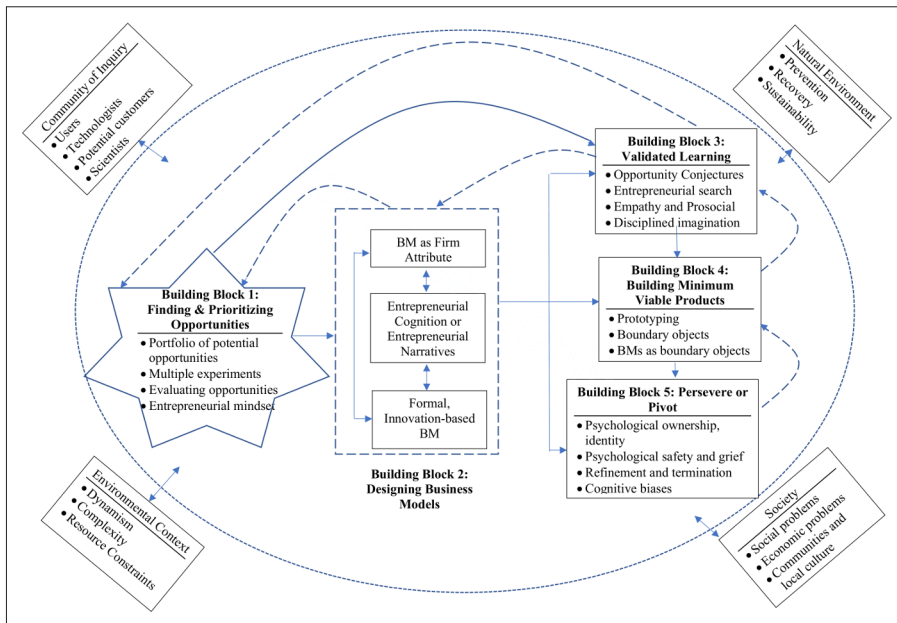 Community of Inquiry
• Users
• Technologists
• Potential customers
• Scientists
Natural Environment
• Prevention
• Recovery
• Sustainability
Building Block 1:
Finding & Prioritizing
Opportunities
• Portfolio of potential
opportunities
• Multiple experiments
• Evaluating opportunities
• Entrepreneurial mindset
BM as Firm
Attribute
Entrepreneurial
Cognition or
Entrepreneurial
Narratives
Formal,
Innovation-based
BM
Building Block 2:
Designing Business
Models
Building Block 3:
Validated Learning
• Opportunity Conjectures
• Entrepreneurial search
• Empathy and Prosocial
• Disciplined imagination
Building Block 4:
Building Minimum
Viable Products
• Prototyping
• Boundary objects
• BMs as boundary objects
Building Block 5: Persevere or
Pivot
• Psychological ownership,
identity
• Psychological safety and grief
• Refinement and termination
• Cognitive biases
Environmental Context
• Dynamism
• Complexity
• Resource Constraints
Society
• Social problems
• Economic problems
• Communities and
local culture